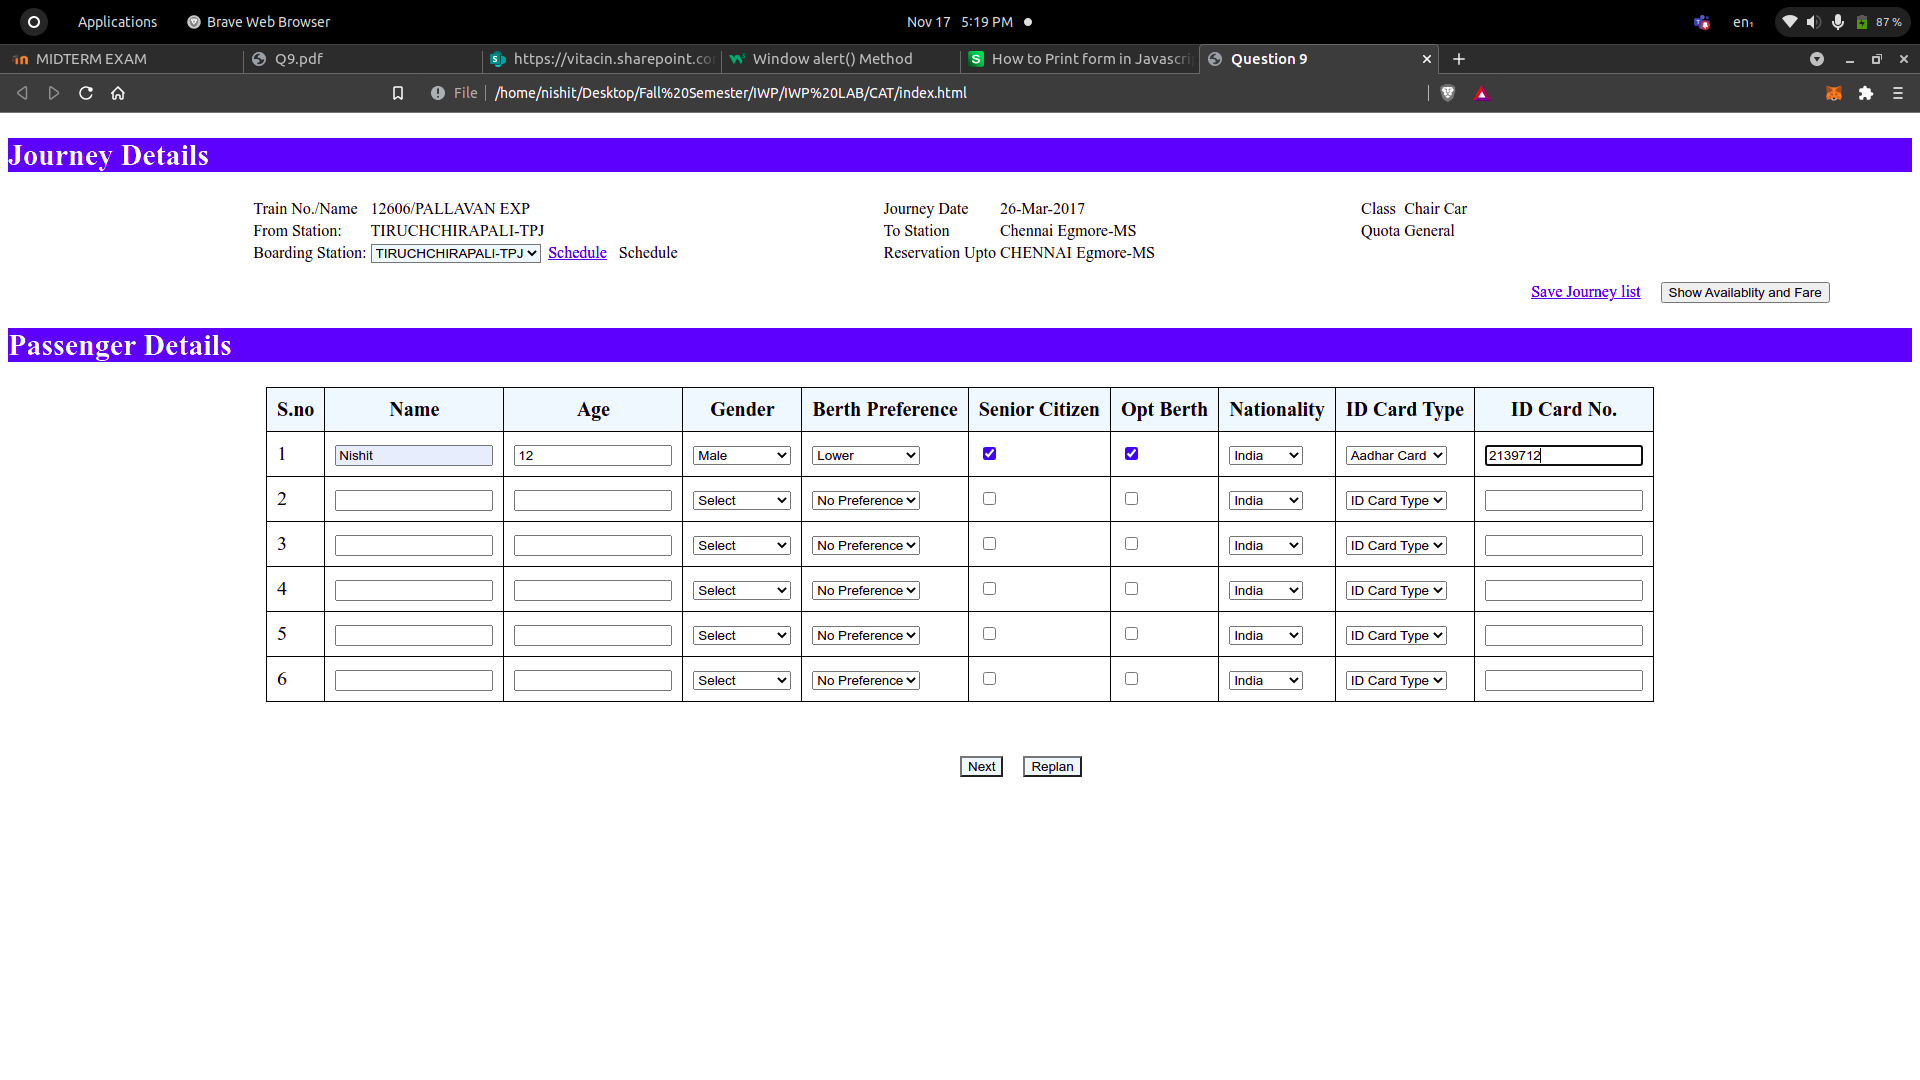 Applications Brave Web Browser Nov 17 5:19 PM en₁ 87 %
MIDTERM EXAM Q9.pdf https://vitacin.sharepoint.co Window alert() Method How to Print form in Javascri Question 9
File /home/nishit/Desktop/Fall%20Semester/IWP/IWP%20LAB/CAT/index.html
Journey Details
Train No./Name 12606/PALLAVAN EXP Journey Date 26-Mar-2017 Class Chair Car
From Station: TIRUCHCHIRAPALI-TPJ To Station Chennai Egmore-MS Quota General
Boarding Station: TIRUCHCHIRAPALI-TPJ Schedule Schedule Reservation Upto CHENNAI Egmore-MS
Save Journey list Show Availablity and Fare
Passenger Details
S.no Name Age Gender Berth Preference Senior Citizen Opt Berth Nationality ID Card Type ID Card No.
1 Nishit 12 Male Lower India Aadhar Card 2139712
2 Select No Preference India ID Card Type
3 Select No Preference India ID Card Type
4 Select No Preference India ID Card Type
5 Select No Preference India ID Card Type
6 Select No Preference India ID Card Type
Next Replan